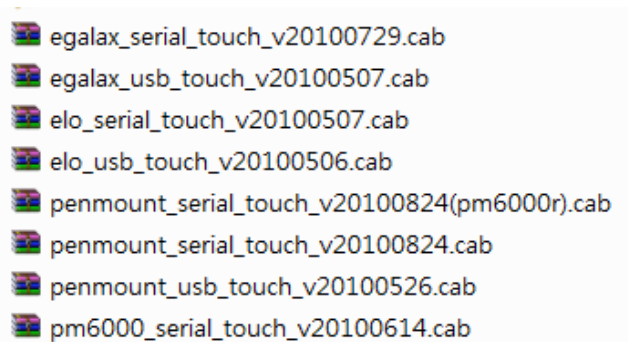 egalax_serial_touch_v20100729.cab
egalax_usb_touch_v20100507.cab
elo_serial_touch_v20100507.cab
elo_usb_touch_v20100506.cab
penmount_serial_touch_v20100824(pm6000r).cab
penmount_serial_touch_v20100824.cab
penmount_usb_touch_v20100526.cab
pm6000_serial_touch_v20100614.cab